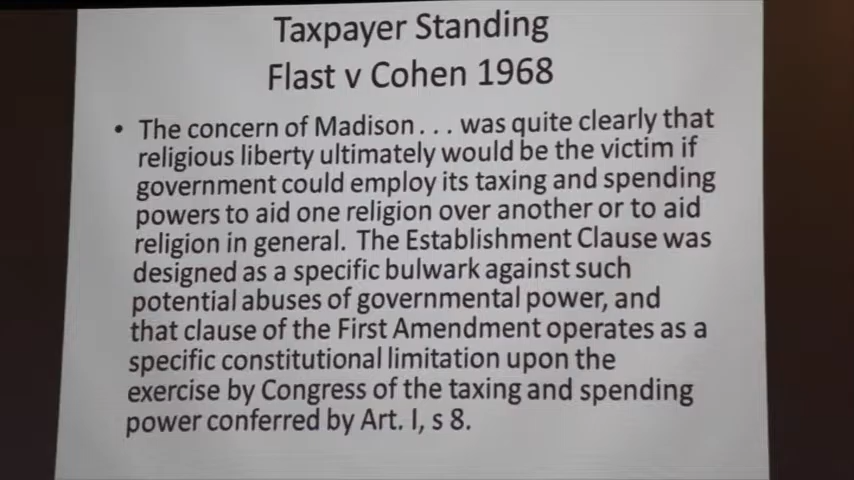 Taxpayer Standing
Flast v Cohen 1968
• The concern of Madison . . . was quite clearly that
religious liberty ultimately would be the victim if
government could employ its taxing and spending
powers to aid one religion over another or to aid
religion in general.  The Establishment Clause was
designed as a specific bulwark against such
potential abuses of governmental power, and
that clause of the First Amendment operates as a
specific constitutional limitation upon the
exercise by Congress of the taxing and spending
power conferred by Art. I, s 8.